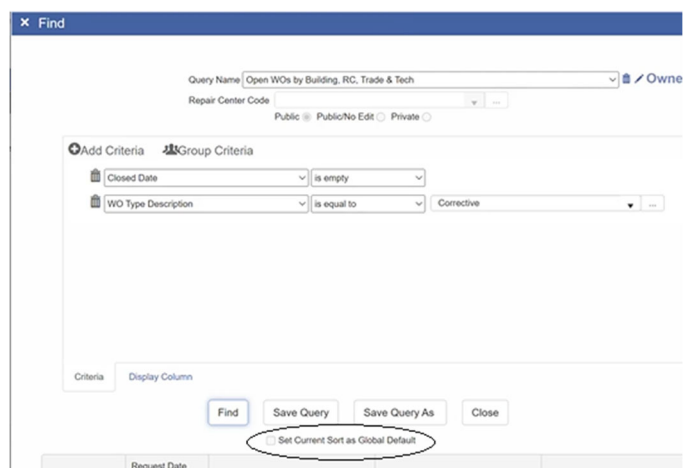 × Find
Query Name Open WOs by Building, RC, Trade & Tech Owne
Repair Center Code ...
Public Public/No Edit Private
Add Criteria Group Criteria
Closed Date is empty
WO Type Description is equal to Corrective ...
Criteria Display Column
Find Save Query Save Query As Close
Set Current Sort as Global Default
Request Date